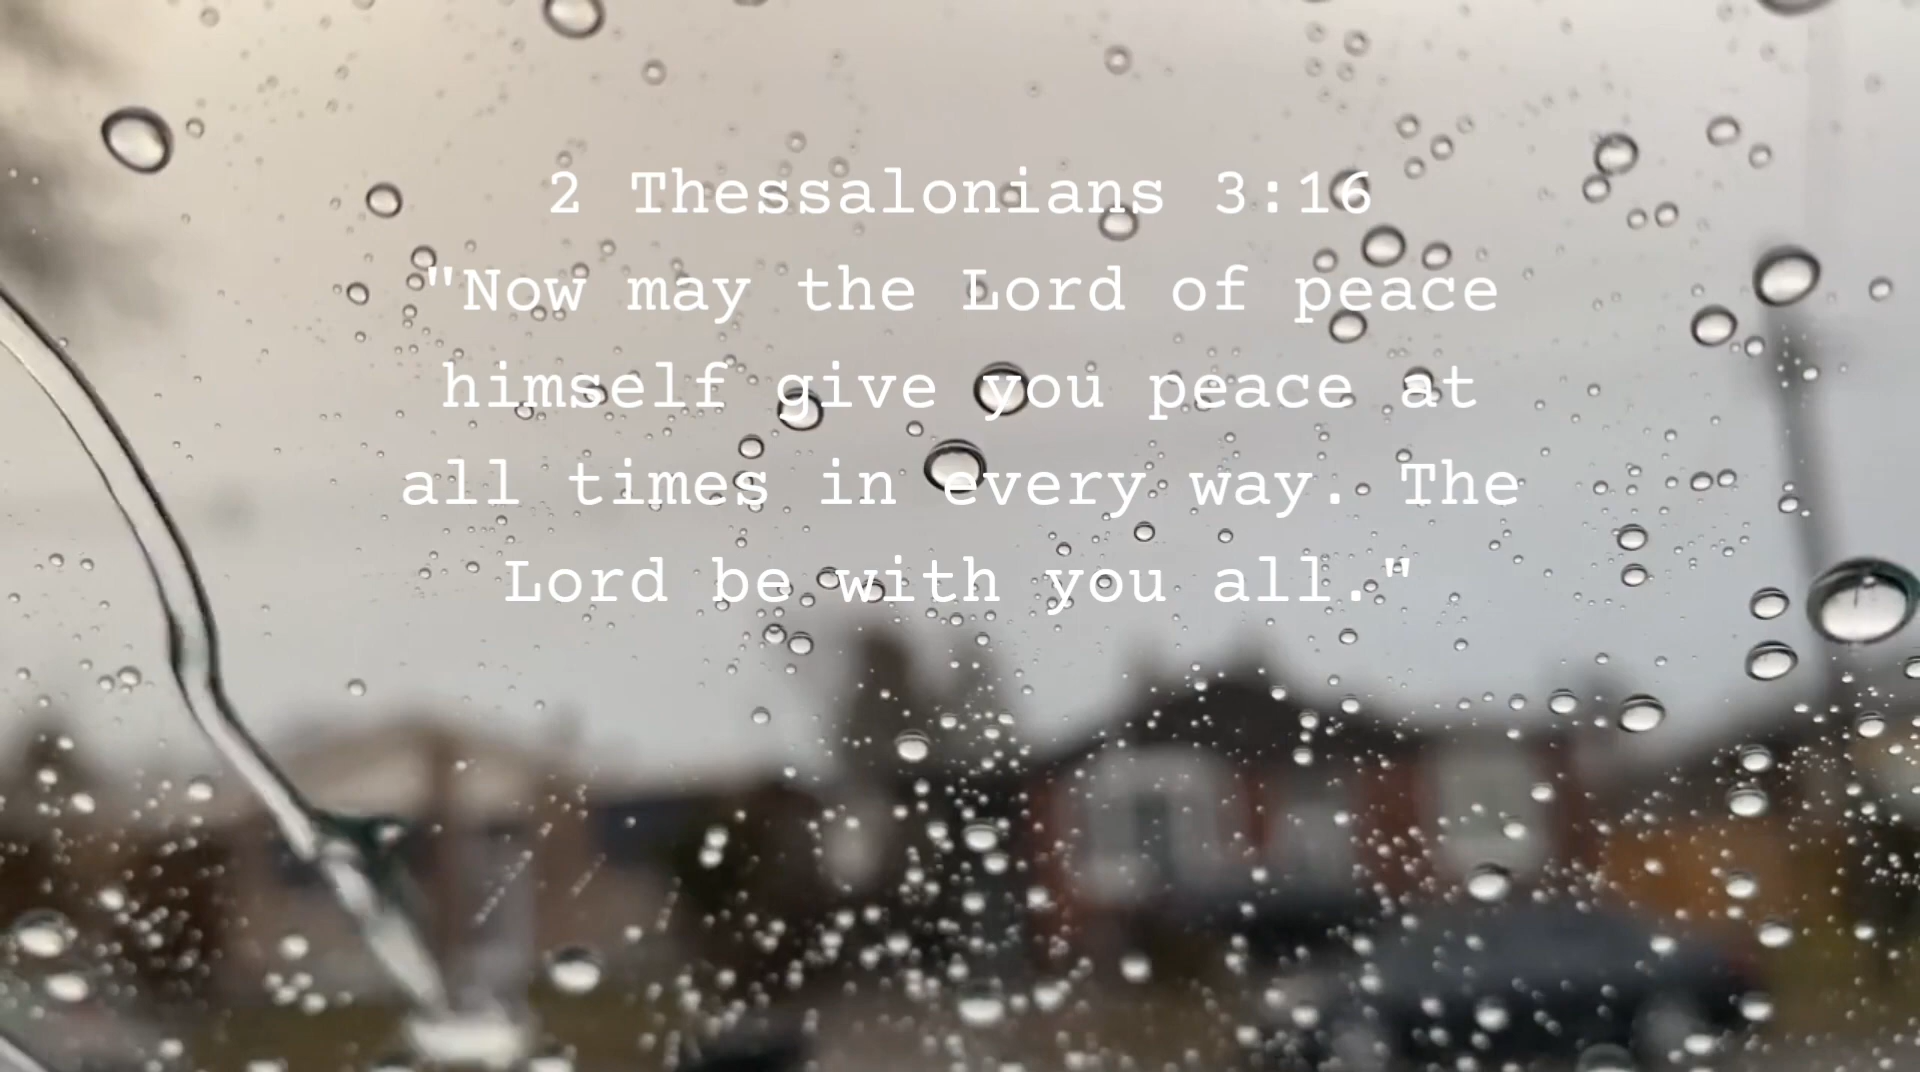 2 Thessalonians 3:16
"Now may the Lord of peace
himself give you peace at
all times in every way. The
Lord be with you all."